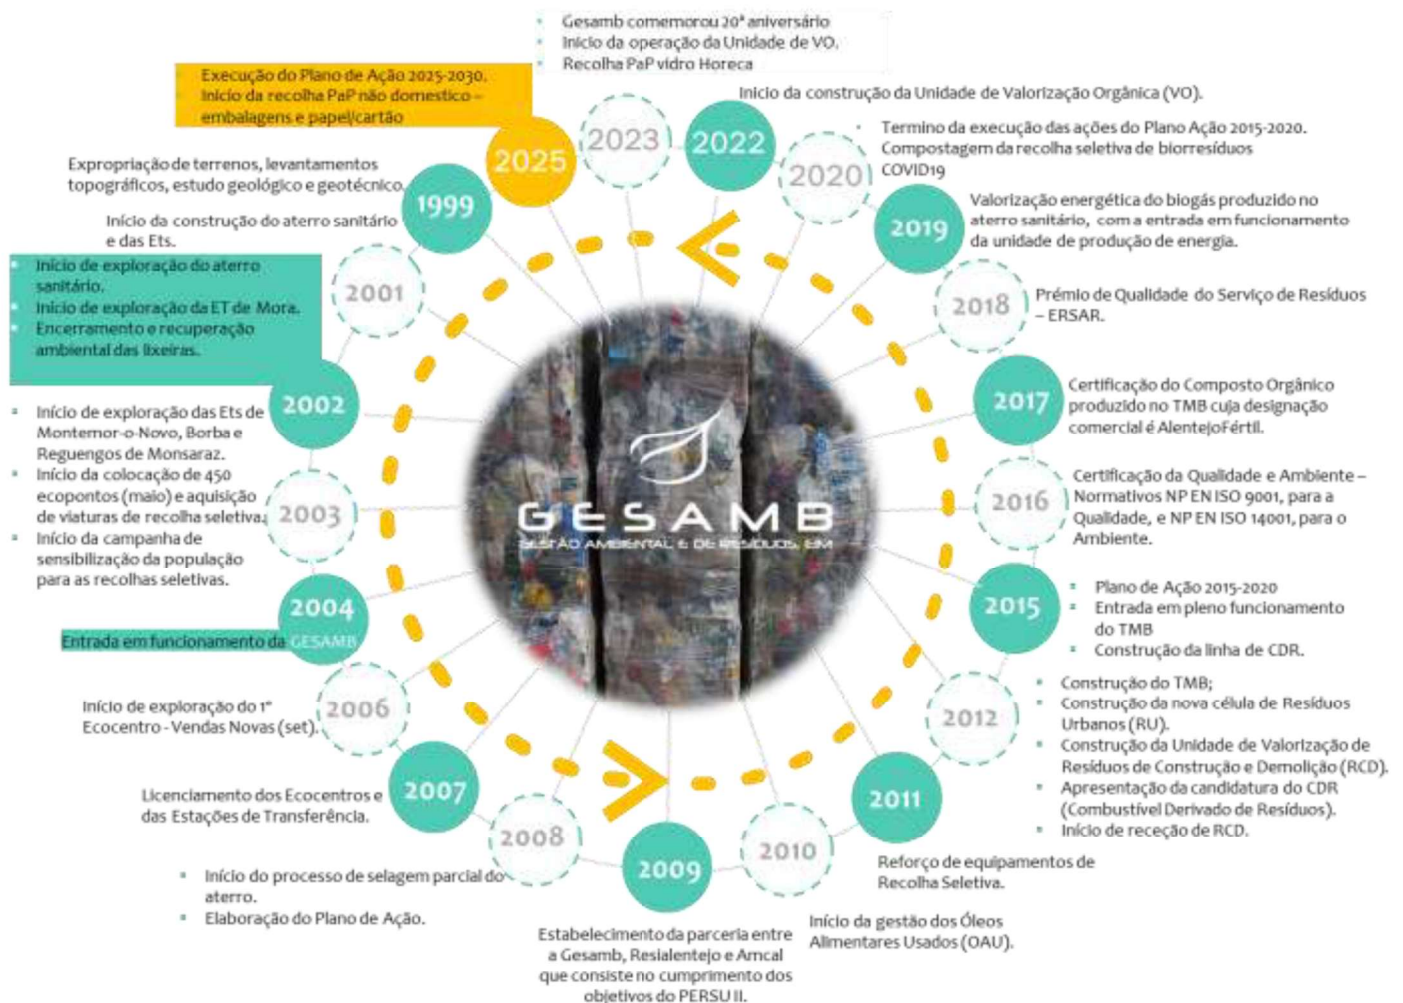 Gesamb comemorou 20º aniversário
Inicio da operação da Unidade de VO.
Recolha PaP vidro Horeca
2023
Execução do Plano de Ação 2025-2030.
Inicio da recolha PaP não domestico –
embalagens e papel/cartão
2025
Inicio da construção da Unidade de Valorização Orgânica (VO).
2022
Termino da execução das ações do Plano Ação 2015-2020.
Compostagem da recolha seletiva de biorresíduos
COVID19
2020
Expropriação de terrenos, levantamentos
topográficos, estudo geológico e geotécnico.
1999
Valorização energética do biogás produzido no
aterro sanitário, com a entrada em funcionamento
da unidade de produção de energia.
2019
Início da construção do aterro sanitário
e das Ets.
2001
Prémio de Qualidade do Serviço de Resíduos
– ERSAR.
2018
Início de exploração do aterro
sanitário.
Início de exploração da ET de Mora.
Encerramento e recuperação
ambiental das lixeiras.
2002
Certificação do Composto Orgânico
produzido no TMB cuja designação
comercial é AlentejoFértil.
2017
Início de exploração das Ets de
Montemor-o-Novo, Borba e
Reguengos de Monsaraz.
Início da colocação de 450
ecopontos (maio) e aquisição
de viaturas de recolha seletiva.
Início da campanha de
sensibilização da população
para as recolhas seletivas.
2003
GESAMB
GESTÃO AMBIENTAL E DE RESÍDUOS, EIM
Certificação da Qualidade e Ambiente –
Normativos NP EN ISO 9001, para a
Qualidade, e NP EN ISO 14001, para o
Ambiente.
2016
2004
Entrada em funcionamento da GESAMB
Plano de Ação 2015-2020
Entrada em pleno funcionamento
do TMB
Construção da linha de CDR.
2015
Início de exploração do 1º
Ecocentro - Vendas Novas (set).
2006
Construção do TMB;
Construção da nova célula de Resíduos
Urbanos (RU).
Construção da Unidade de Valorização de
Resíduos de Construção e Demolição (RCD).
Apresentação da candidatura do CDR
(Combustível Derivado de Resíduos).
Início de receção de RCD.
2012
Licenciamento dos Ecocentros e
das Estações de Transferência.
2007
2011
Reforço de equipamentos de
Recolha Seletiva.
2008
Início do processo de selagem parcial do
aterro.
Elaboração do Plano de Ação.
2010
Início da gestão dos Óleos
Alimentares Usados (OAU).
2009
Estabelecimento da parceria entre
a Gesamb, Resialentejo e Amcal
que consiste no cumprimento dos
objetivos do PERSU II.